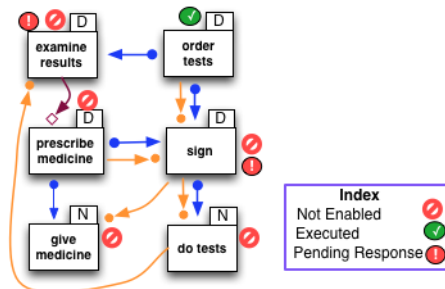 D
examine
results
D
order
tests
D
prescribe
medicine
D
sign
N
give
medicine
N
do tests
Index
Not Enabled
Executed
Pending Response